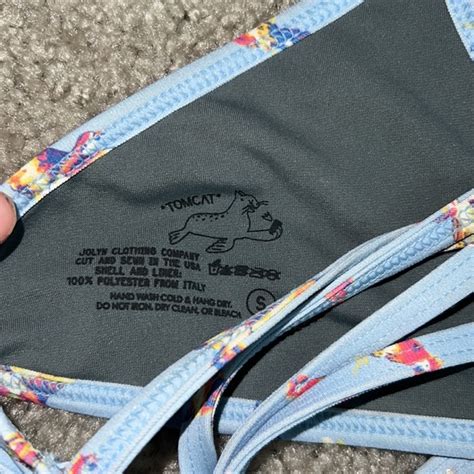 "TOMCAT"
JOLYN CLOTHING COMPANY
CUT AND SEWN IN THE USA
SHELL AND LINER:
100% POLYESTER FROM ITALY
HAND WASH COLD & HANG DRY.
DO NOT IRON, DRY CLEAN, OR BLEACH.
S